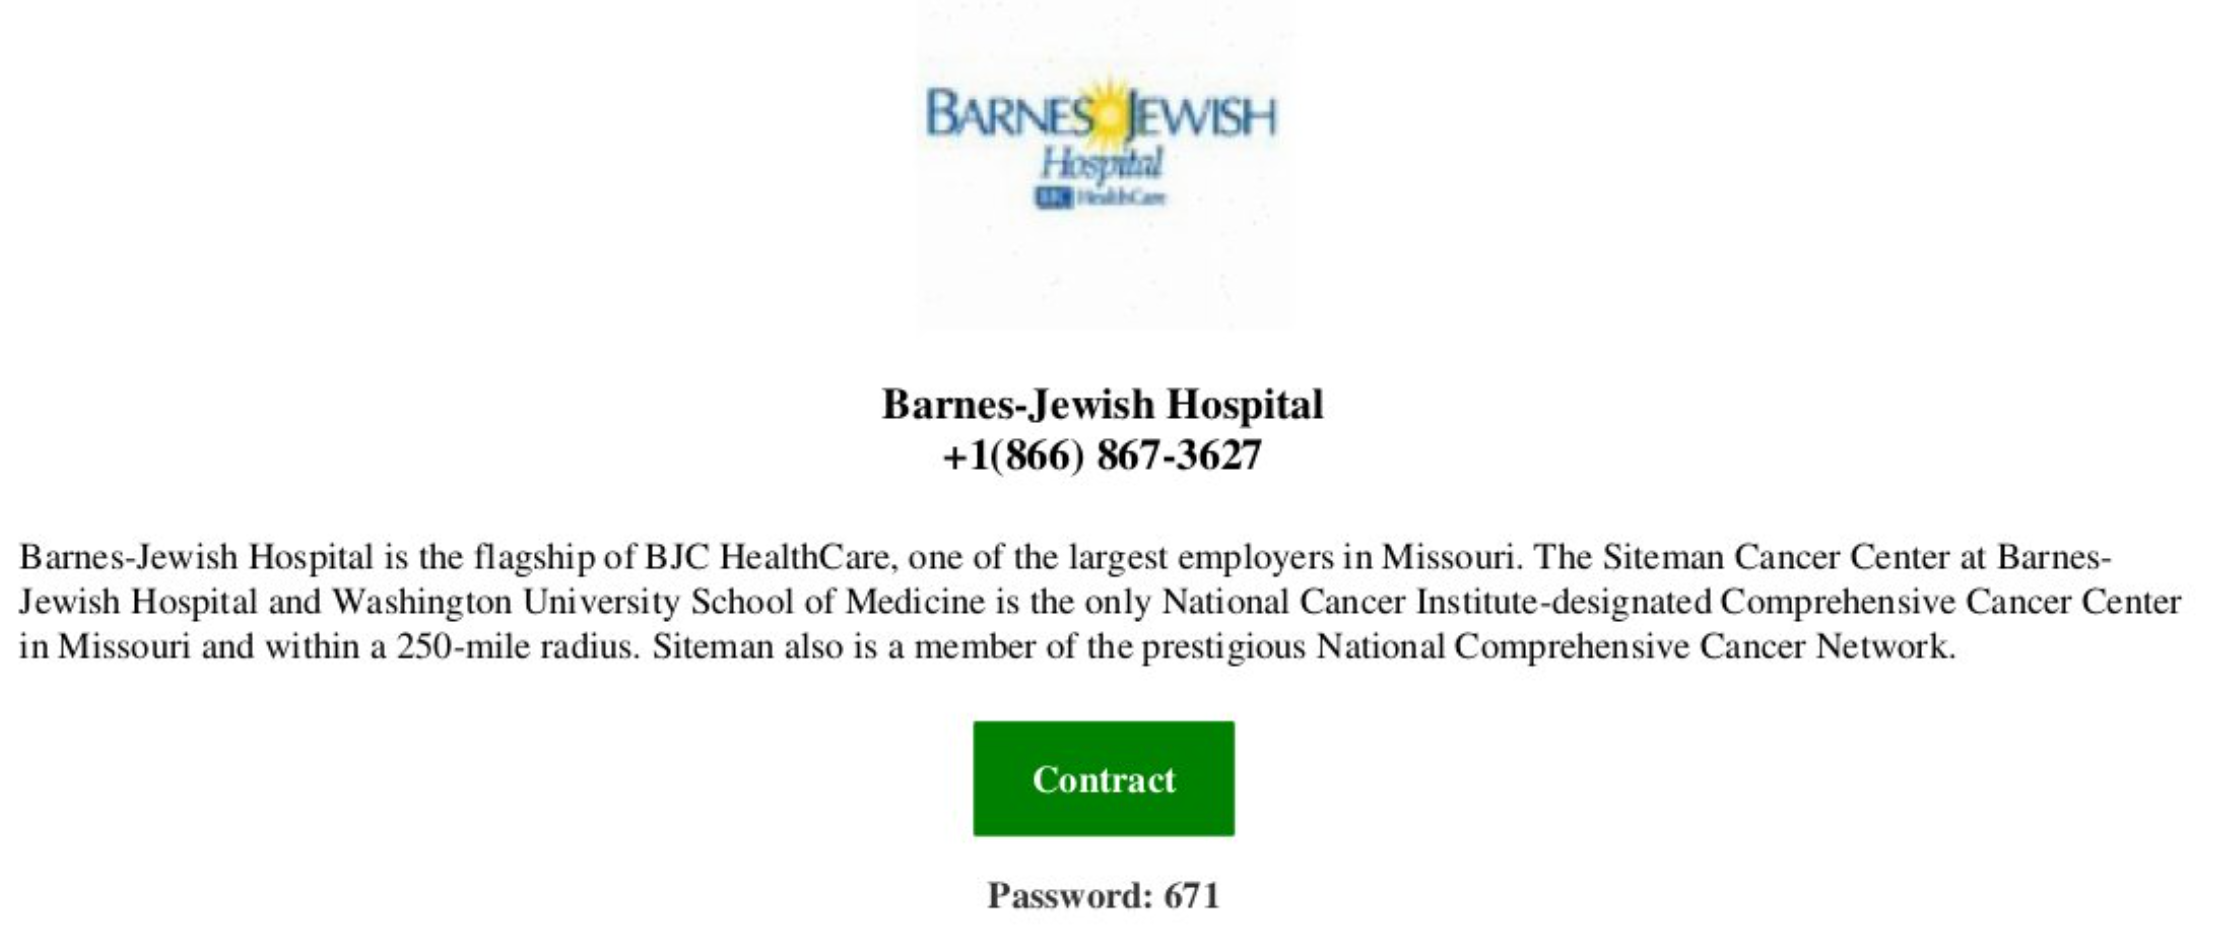 BARNES JEWISH
Hospital
BJC HealthCare
Barnes-Jewish Hospital
+1(866) 867-3627
Barnes-Jewish Hospital is the flagship of BJC HealthCare, one of the largest employers in Missouri. The Siteman Cancer Center at Barnes-
Jewish Hospital and Washington University School of Medicine is the only National Cancer Institute-designated Comprehensive Cancer Center
in Missouri and within a 250-mile radius. Siteman also is a member of the prestigious National Comprehensive Cancer Network.
Contract
Password: 671